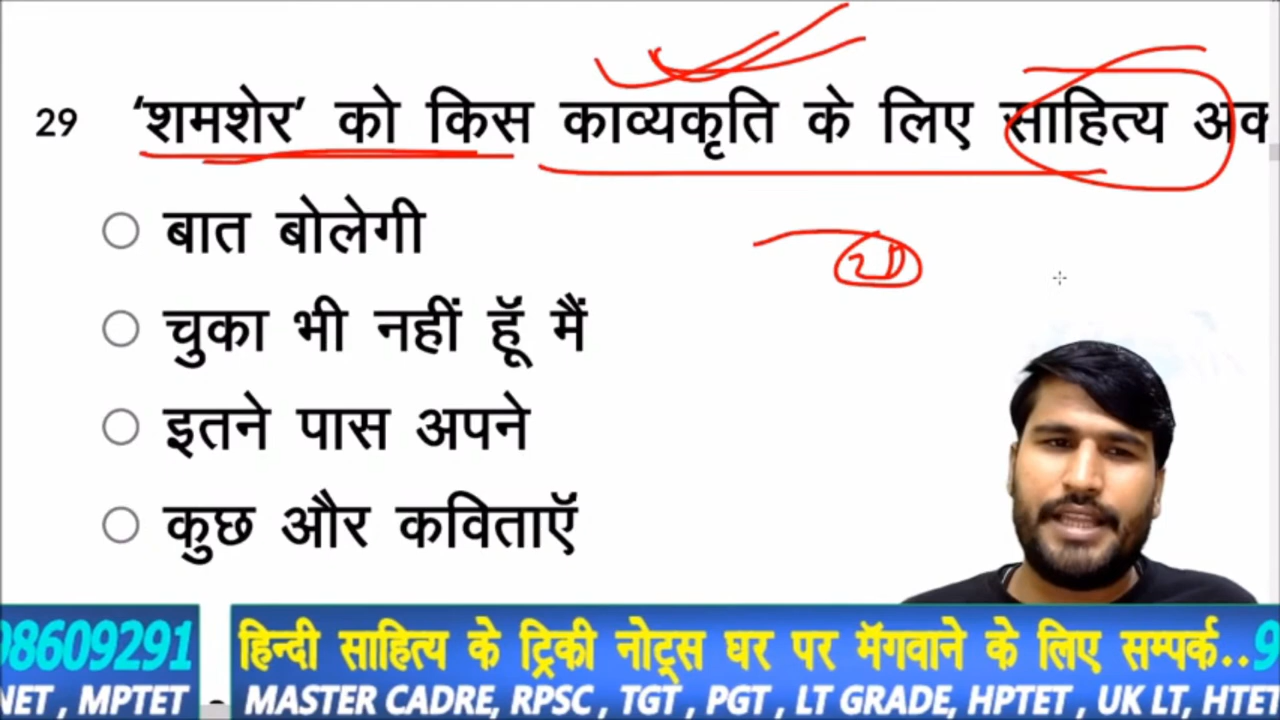 29 'शमशेर' को किस काव्यकृति के लिए साहित्य अक
बात बोलेगी
चुका भी नहीं हूॅ मैं
इतने पास अपने
कुछ और कविताऍ
98609291 हिन्दी साहित्य के ट्रिकी नोट्स घर पर मॅगवाने के लिए सम्पर्क..9
NET , MPTET MASTER CADRE, RPSC , TGT , PGT , LT GRADE, HPTET , UK LT, HTET